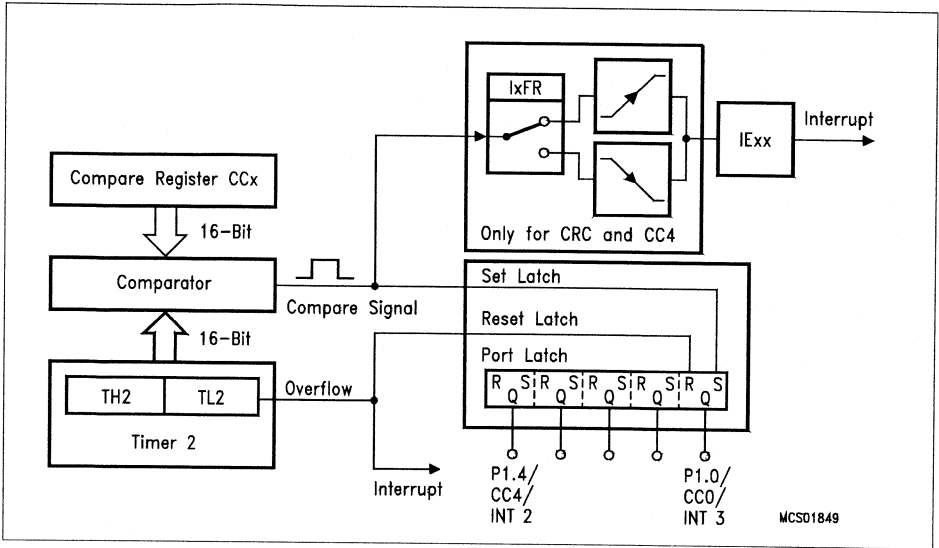 IxFR
IExx
Interrupt
Only for CRC and CC4
Compare Register CCx
16-Bit
Comparator
Compare Signal
16-Bit
TH2
TL2
Timer 2
Overflow
Interrupt
Set Latch
Reset Latch
Port Latch
R S R S R S R S R S
Q Q Q Q Q
P1.4/
CC4/
INT 2
P1.0/
CC0/
INT 3
MCS01849